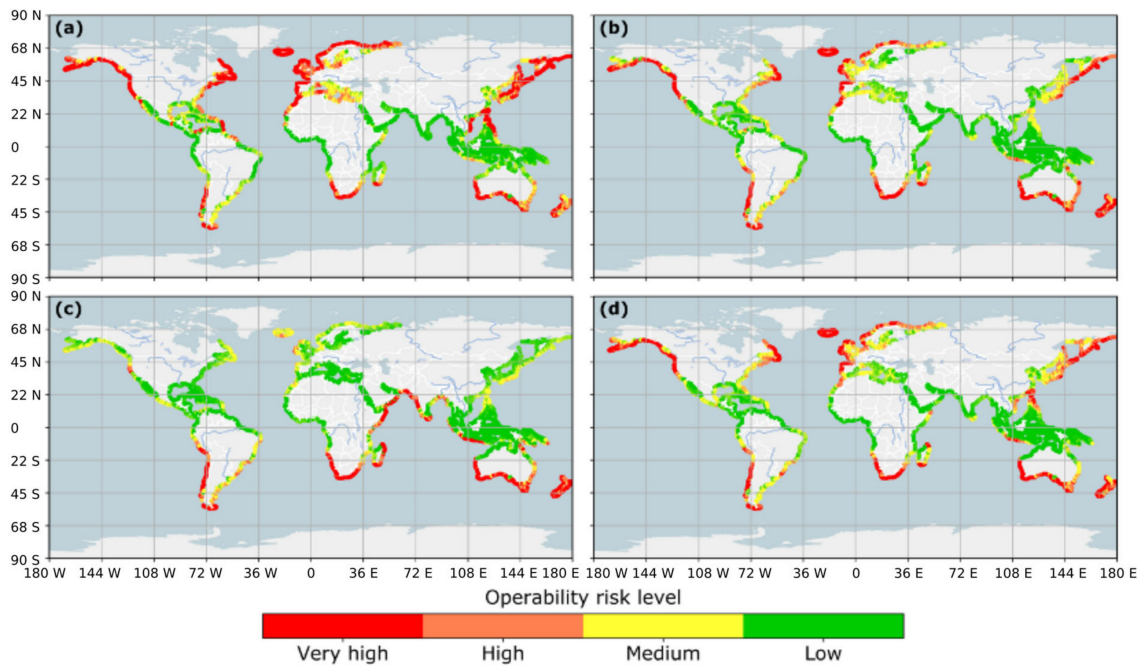 (a)
(b)
90 N
68 N
45 N
22 N
0
22 S
45 S
68 S
90 S
(c)
(d)
90 N
68 N
45 N
22 N
0
22 S
45 S
68 S
90 S
180 W 144 W 108 W 72 W 36 W 0 36 E 72 E 108 E 144 E 180 W 144 W 108 W 72 W 36 W 0 36 E 72 E 108 E 144 E 180 E
Operability risk level
Very high High Medium Low